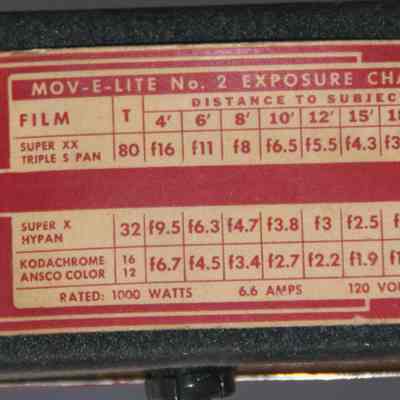 MOV-E-LITE No. 2 EXPOSURE
DISTANCE TO
FILM T 4' 6' 8' 10' 12' 15'
SUPER XX
TRIPLE S PAN 80 f16 f11 f8 f6.5 f5.5 f4.3
SUPER X
HYPAN 32 f9.5 f6.3 f4.7 f3.8 f3 f2.5
KODACHROME 16
ANSCO COLOR 12 f6.7 f4.5 f3.4 f2.7 f2.2 f1.9
RATED: 1000 WATTS 6.6 AMPS 120